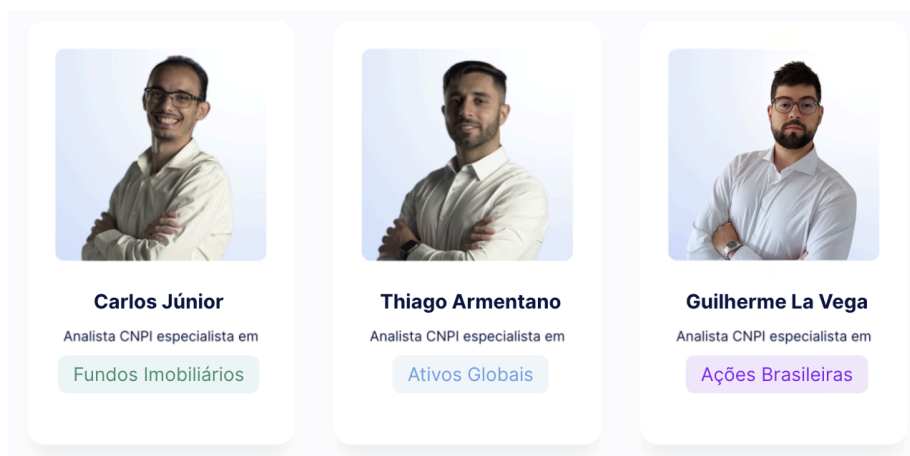 Carlos Júnior
Analista CNPI especialista em
Fundos Imobiliários
Thiago Armentano
Analista CNPI especialista em
Ativos Globais
Guilherme La Vega
Analista CNPI especialista em
Ações Brasileiras